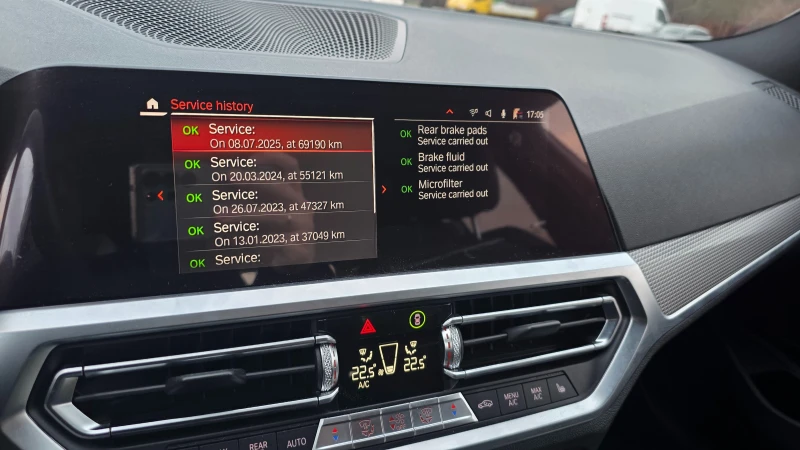 Service history
17:05
OK Service:
On 08.07.2025, at 69190 km
OK Service:
On 20.03.2024, at 55121 km
OK Service:
On 26.07.2023, at 47327 km
OK Service:
On 13.01.2023, at 37049 km
OK Service:
OK Rear brake pads
Service carried out
OK Brake fluid
Service carried out
OK Microfilter
Service carried out
22.5°
22.5°
A/C
REAR
AUTO
MENU
A/C
MAX
A/C